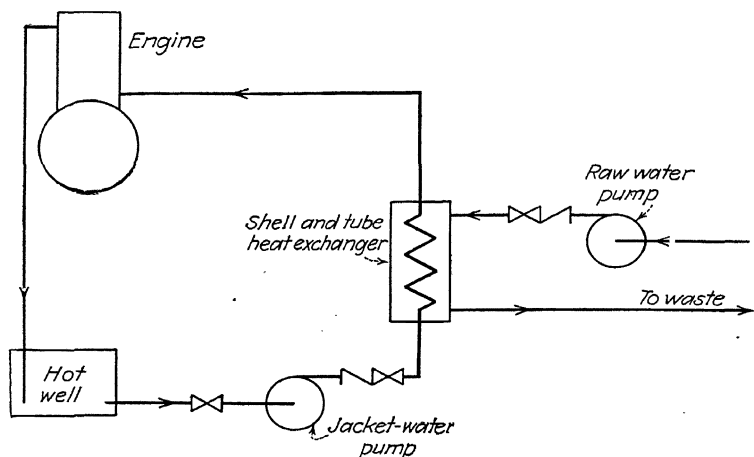 Engine
Raw water
pump
Shell and tube
heat exchanger
To waste
Hot
well
Jacket-water
pump